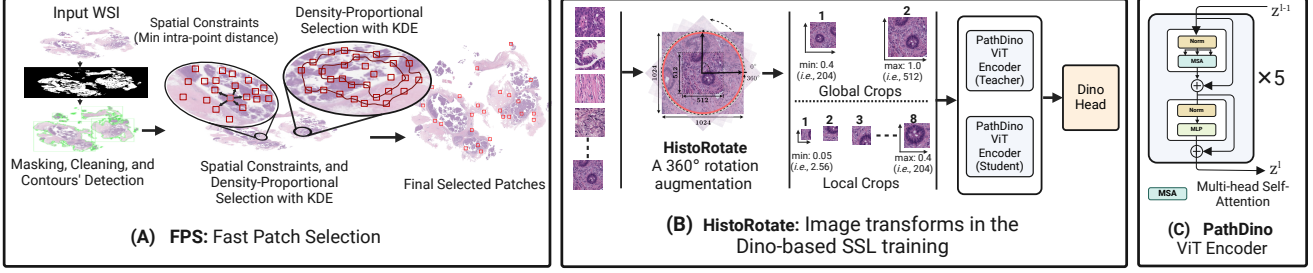 Input WSI
Spatial Constraints
(Min intra-point distance)
Density-Proportional
Selection with KDE
Masking, Cleaning, and
Contours' Detection
Spatial Constraints, and
Density-Proportional
Selection with KDE
Final Selected Patches
(A) FPS: Fast Patch Selection
1024
512
512
1024
0°
360°
HistoRotate
A 360° rotation
augmentation
1
2
min: 0.4
(i.e., 204)
max: 1.0
(i.e., 512)
Global Crops
1
2
3
8
min: 0.05
(i.e., 2.56)
max: 0.4
(i.e., 204)
Local Crops
PathDino
ViT
Encoder
(Teacher)
PathDino
ViT
Encoder
(Student)
Dino
Head
(B) HistoRotate: Image transforms in the
Dino-based SSL training
z^{l-1}
Norm
MSA
×5
Norm
MLP
z^l
MSA
Multi-head Self-
Attention
(C) PathDino
ViT Encoder